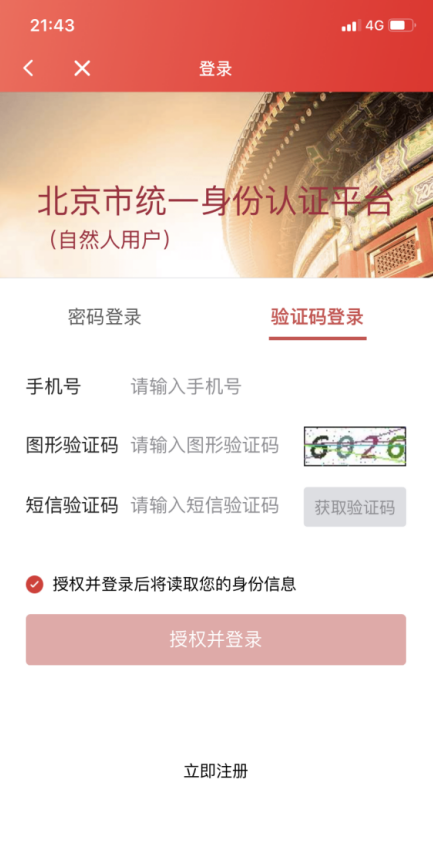 21:43
4G
登录
北京市统一身份认证平台
（自然人用户）
密码登录 验证码登录
手机号 请输入手机号
图形验证码 请输入图形验证码 6026
短信验证码 请输入短信验证码 获取验证码
授权并登录后将读取您的身份信息
授权并登录
立即注册